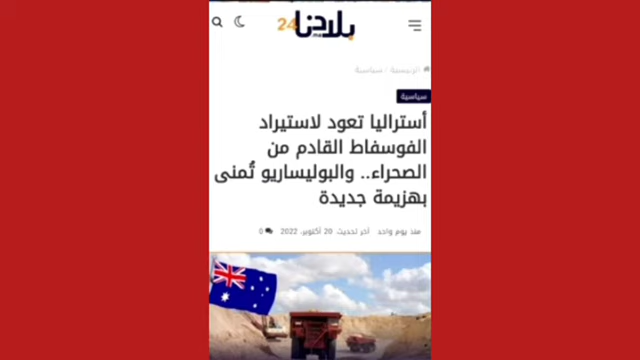 بلادنا 24
الرئيسية / سياسية
سياسية
أستراليا تعود لاستيراد
الفوسفاط القادم من
الصحراء.. والبوليساريو تُمنى
بهزيمة جديدة
منذ يوم واحد آخر تحديث: 20 أكتوبر، 2022 0